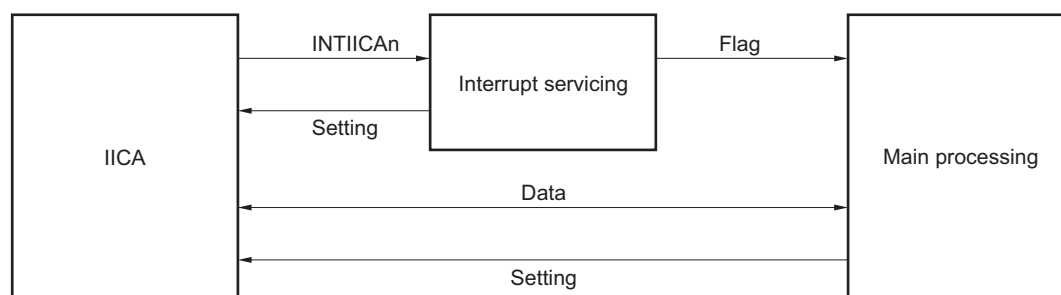 INTIICAn
Flag
Interrupt servicing
Setting
IICA
Main processing
Data
Setting